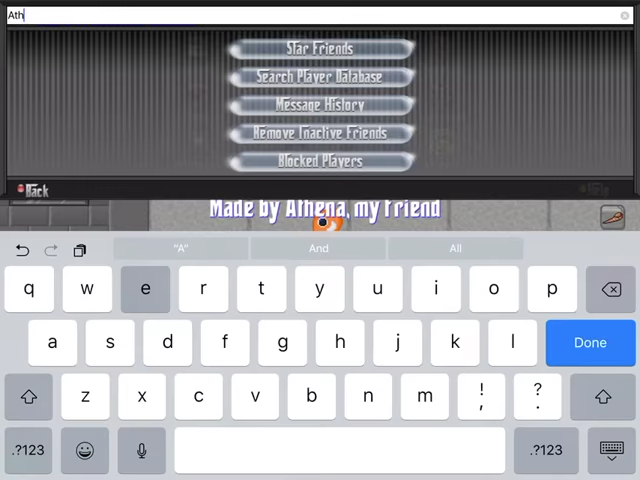 Ath
Star Friends
Search Player Database
Message History
Remove Inactive Friends
Blocked Players
Back
Help
Made by Athena, my friend
"A" And All
q w e r t y u i o p
a s d f g h j k l Done
z x c v b n m ! , ? .
.?123 .?123